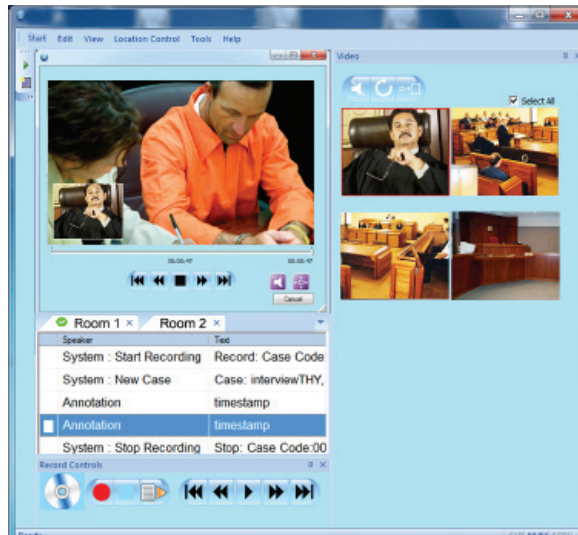 Start Edit View Location Control Tools Help
Video
Select All
00:00:47 00:00:47
Cancel
Room 1 × Room 2 ×
Speaker Text
System : Start Recording Record: Case Code
System : New Case Case: interviewTHY,
Annotation timestamp
Annotation timestamp
System : Stop Recording Stop: Case Code:00
Record Controls